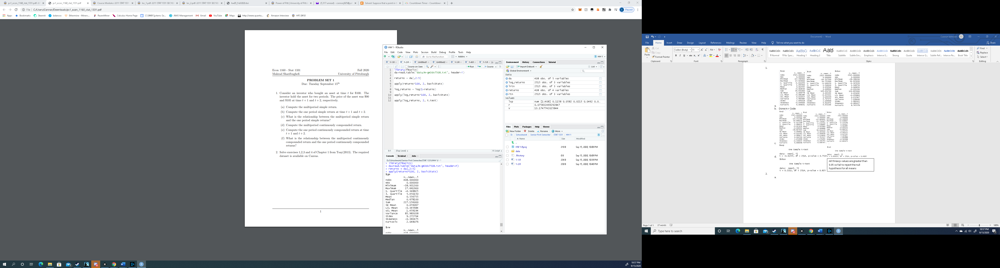 ps1_econ_1160_stat_1331.pdf: 22
ps1_econ_1160_stat_1331.pdf
Course Modules: 2211 STAT 1331
lec_1.pdf: 2211 STAT 1331 SEC10
lec_2.pdf: 2211 STAT 1331 SEC10
hw03_Fall2020.dvi
Power of Pitt | University of Pitts
(5,317 unread) - connorj825@ya
Solved: Suppose that a point in th
Countdown Timer - Countdown
File | C:/Users/Connor/Downloads/ps1_econ_1160_stat_1331.pdf
Paused
Apps Bookmarks Steemit balances Ethermine - Miners... RavenMiner Calculus Home Page CS 0449 Systems So... AMO Management Gmail YouTube Maps http://www.quantu... Amazon Interview HPS 0410
Econ 1160 - Stat 1331 Fall 2020
Mahrad Sharifvaghefi University of Pittsburgh
PROBLEM SET 1
Due: Tuesday September 15th
1. Consider an investor who bought an asset at time t for $100. The
investor hold the asset for two periods. The price of the asset was $90
and $105 at time t + 1 and t + 2, respectively.
(a) Compute the multiperiod simple return.
(b) Compute the one period simple return at time t + 1 and t + 2.
(c) What is the relationship between the multiperiod simple return
and the one period simple returns?
(d) Compute the multiperiod continuously compounded return.
(e) Compute the one period continuously compounded return at time
t + 1 and t + 2.
(f) What is the relationship between the multiperiod continuously
compounded return and the one period continuously compounded
returns?
2. Solve exercises 1,2,3 and 4 of Chapter 1 from Tsay(2013). The required
dataset is available on Canvas.
1
HW 1 - RStudio
File Edit Code View Plots Session Build Debug Profile Tools Help
Go to file/function Addins HW 1
1-1.R 1-2.R Untitled1 Untitled2 1-3.R 1-4.R 1-1.R
Source on Save Run Source
1 library(fBasics)
2 da=read.table("data/m-gm3dx7508.txt", header=T)
3
4 returns = da[,2:5]
5
6 apply(returns*100, 2, basicStats)
7
8 log_returns = log(1+returns)
9
10 apply(log_returns*100, 2, basicStats)
11
12 apply(log_returns, 2, t.test)
8:1 (Top Level) R Script
Console Terminal Jobs
D:/Schoolwork/Senior First Semester/STAT 1331/HW 1/
> library(fBasics)
> da=read.table("data/m-gm3dx7508.txt", header=T)
> returns = da[,2:5]
> apply(returns*100, 2, basicStats)
$gm
x..newx..i
nobs 408.000000
NAs 0.000000
Minimum -38.931300
Maximum 27.661900
1. Quartile -4.348825
3. Quartile 5.450150
Mean 0.556755
Median 0.678100
Sum 227.156000
SE Mean 0.459067
LCL Mean -0.345684
UCL Mean 1.459194
Variance 85.983038
Stdev 9.272704
Skewness -0.383475
Kurtosis 2.048076
$vw
x..newx..i
nobs 408.000000
Environment History Connections Tutorial
Import Dataset List
Global Environment
Data
da 408 obs. of 5 variables
log_returns 2515 obs. of 3 variables
lrtn 2515 obs. of 3 variables
returns 408 obs. of 4 variables
rtn 2515 obs. of 3 variables
Values
lsp num [1:408] 0.1158 0.0582 0.0215 0.0462 0.0...
r 0.075832469292847
v 13.1747742025844
Files Plots Packages Help Viewer
New Folder Delete Rename More
D: Schoolwork Senior First Semester STAT 1331 HW 1
Name Size Modified
..
HW 1.Rproj 218 B Sep 15, 2020, 10:08 PM
data
.Rhistory 0 B Sep 15, 2020, 10:09 PM
1-1.R 234 B Sep 15, 2020, 10:39 PM
1-2.R 230 B Sep 15, 2020, 10:40 PM
10:57 PM
9/15/2020
Document2 - Word
Connor Johnson
File Home Insert Draw Design Layout References Mailings Review View Help Tell me what you want to do Share
Paste Cut Copy Format Painter
Calibri (Body) 11
Normal No Spac... Heading 1 Heading 2 Title Subtitle Subtle Em... Emphasis Intense E... Strong Quote Intense Q... Subtle Ref... Intense Re... Book Title
Find Replace Select
Clipboard Font Paragraph Styles Editing
1.
a.
$axp $cat $sbux
b. Done in r Code
$axp $cat $sbux
c.
$axp
One Sample t-test
data: newx[, i]
d. t = -0.31555, df = 2514, p-value = 0.7524
$cat
One Sample t-test
data: newx[, i]
$sbux
One Sample t-test
data: newx[, i]
t = 0.2211, df = 2514, p-value = 0.825
All three p-values are greater than
0.05 so fail to reject the null
hypothesis for all means
2.
a.
Page 1 of 1 27 words 100%
Type here to search
10:57 PM
9/15/2020